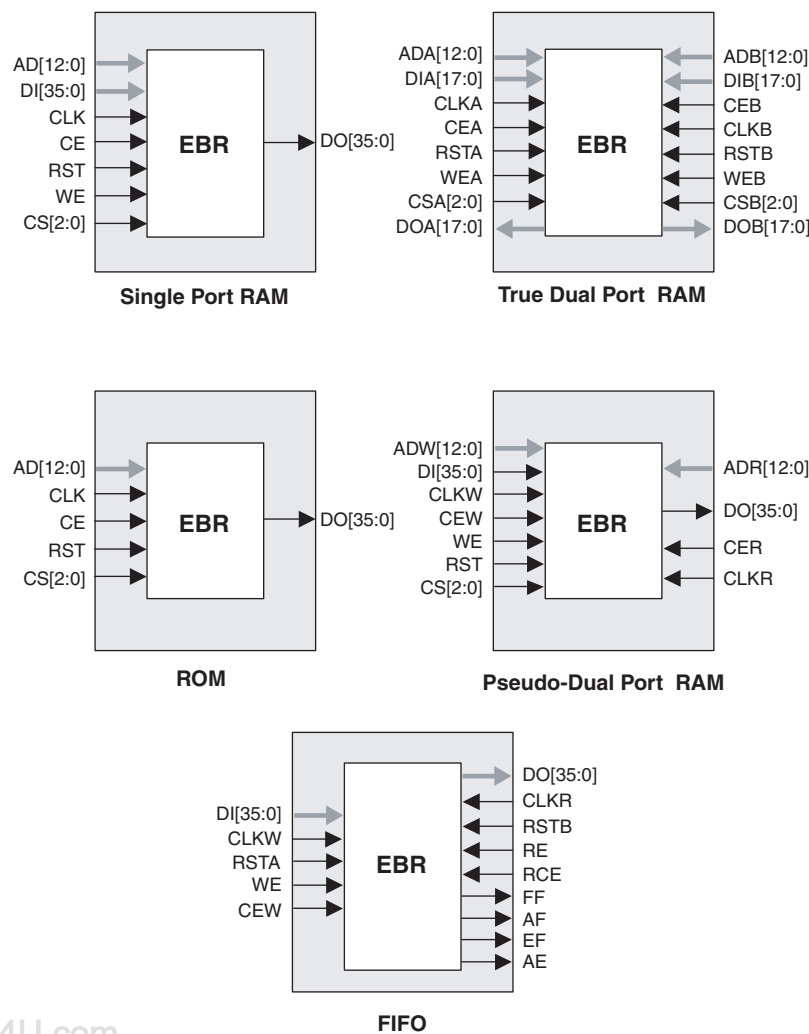 AD[12:0]
DI[35:0]
CLK
CE
RST
WE
CS[2:0]
EBR
DO[35:0]
Single Port RAM
ADA[12:0]
DIA[17:0]
CLKA
CEA
RSTA
WEA
CSA[2:0]
DOA[17:0]
EBR
ADB[12:0]
DIB[17:0]
CEB
CLKB
RSTB
WEB
CSB[2:0]
DOB[17:0]
True Dual Port RAM
AD[12:0]
CLK
CE
RST
CS[2:0]
EBR
DO[35:0]
ROM
ADW[12:0]
DI[35:0]
CLKW
CEW
WE
RST
CS[2:0]
EBR
ADR[12:0]
DO[35:0]
CER
CLKR
Pseudo-Dual Port RAM
DI[35:0]
CLKW
RSTA
WE
CEW
EBR
DO[35:0]
CLKR
RSTB
RE
RCE
FF
AF
EF
AE
FIFO
4U.com